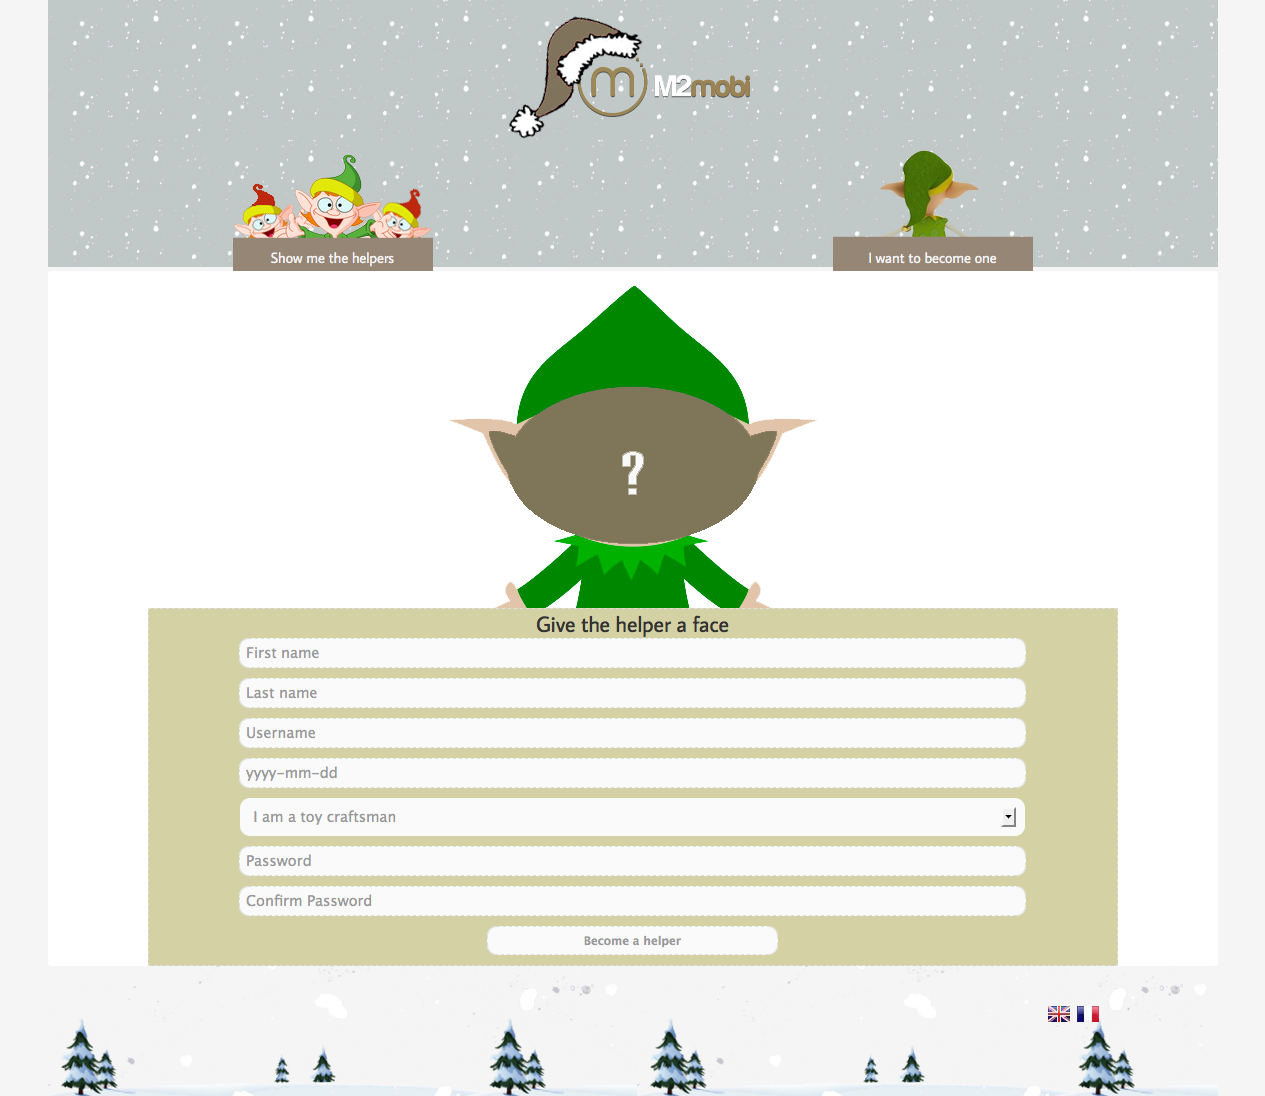 m M2mobi
Show me the helpers
I want to become one
?
Give the helper a face
First name
Last name
Username
yyyy-mm-dd
I am a toy craftsman
Password
Confirm Password
Become a helper